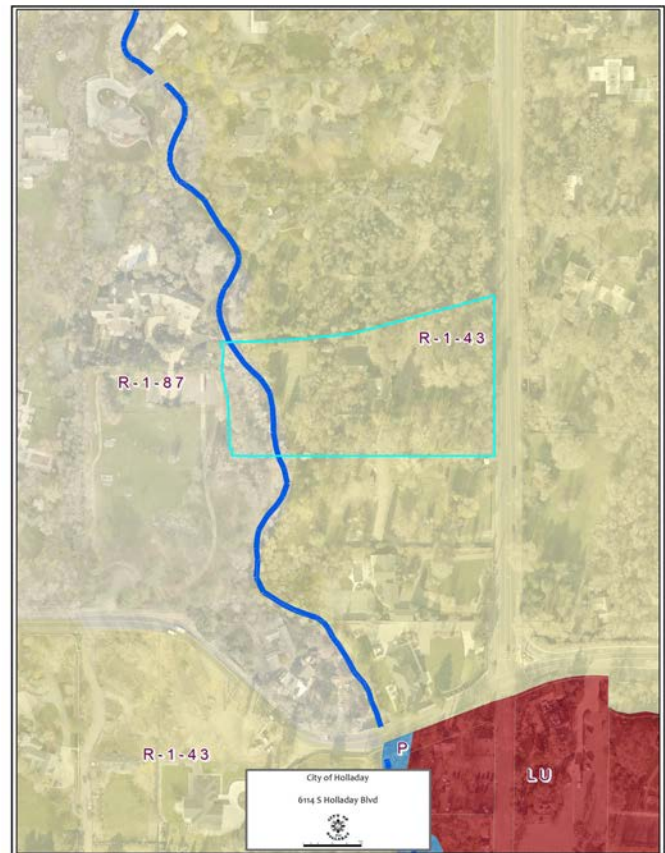 R-1-43
R-1-87
R-1-43
P
LU
City of Holladay
6114 S Holladay Blvd